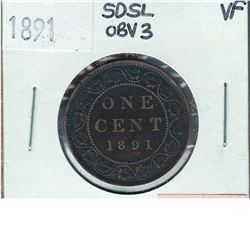 1891
SDSL
OBV 3
VF
ONE
CENT
1891